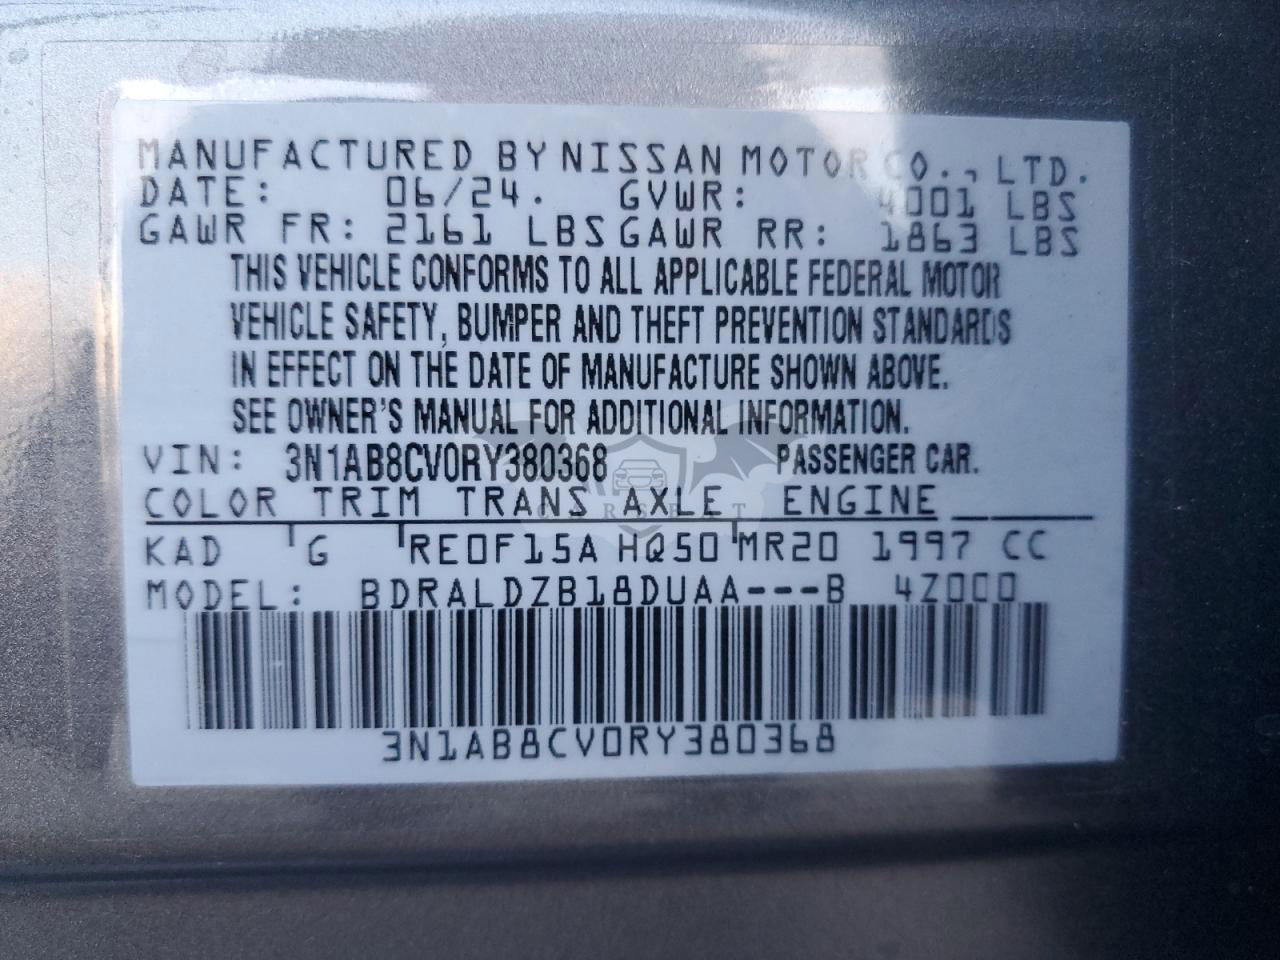 MANUFACTURED BY NISSAN MOTOR CO., LTD.
DATE: 06/24. GVWR: 4001 LBS
GAWR FR: 2161 LBS GAWR RR: 1863 LBS
THIS VEHICLE CONFORMS TO ALL APPLICABLE FEDERAL MOTOR
VEHICLE SAFETY, BUMPER AND THEFT PREVENTION STANDARDS
IN EFFECT ON THE DATE OF MANUFACTURE SHOWN ABOVE.
SEE OWNER'S MANUAL FOR ADDITIONAL INFORMATION.
VIN: 3N1AB8CV0RY380368 PASSENGER CAR.
COLOR TRIM TRANS AXLE ENGINE
KAD G RE0F15A HQ50 MR20 1997 CC
MODEL: BDRALDZB18DUAA---B 4Z0C0
3N1AB8CV0RY380368